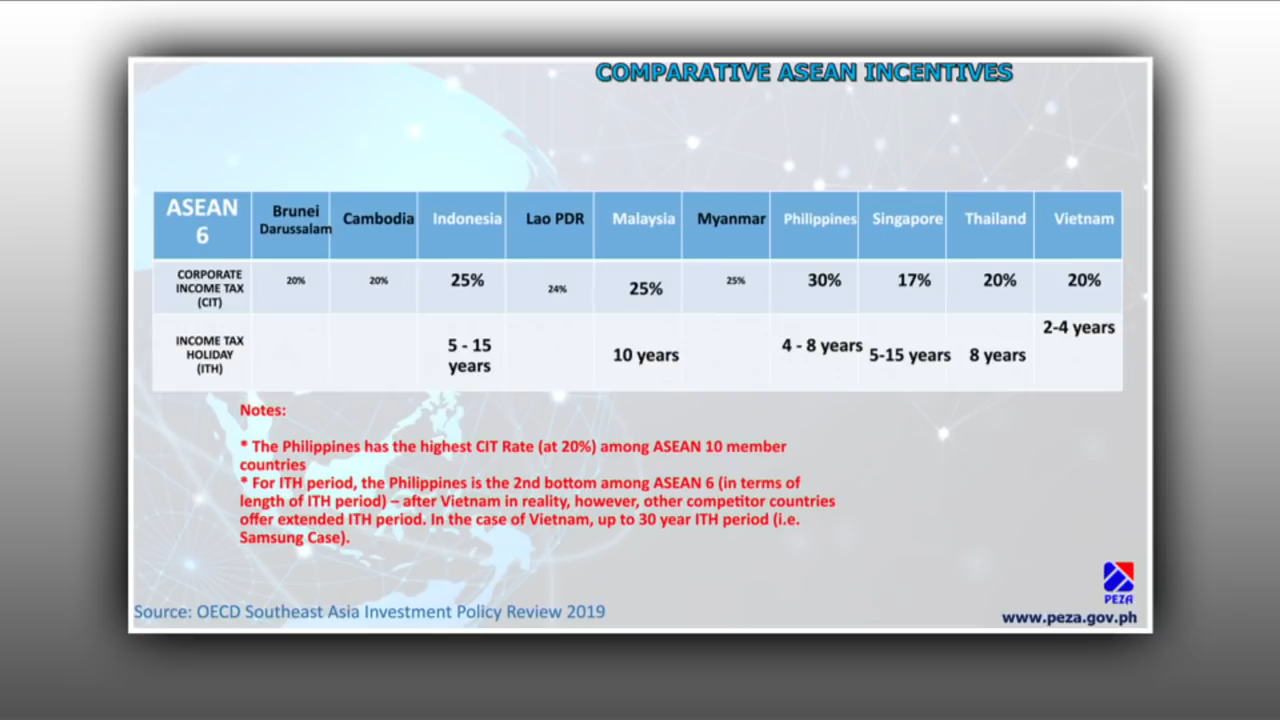 COMPARATIVE ASEAN INCENTIVES
ASEAN 6
Brunei Darussalam
Cambodia
Indonesia
Lao PDR
Malaysia
Myanmar
Philippines
Singapore
Thailand
Vietnam
CORPORATE INCOME TAX (CIT)
20%
20%
25%
24%
25%
25%
30%
17%
20%
20%
INCOME TAX HOLIDAY (ITH)
5 - 15 years
10 years
4 - 8 years
5-15 years
8 years
2-4 years
Notes:
* The Philippines has the highest CIT Rate (at 20%) among ASEAN 10 member
countries
* For ITH period, the Philippines is the 2nd bottom among ASEAN 6 (in terms of
length of ITH period) – after Vietnam in reality, however, other competitor countries
offer extended ITH period. In the case of Vietnam, up to 30 year ITH period (i.e.
Samsung Case).
Source: OECD Southeast Asia Investment Policy Review 2019
PEZA
www.peza.gov.ph